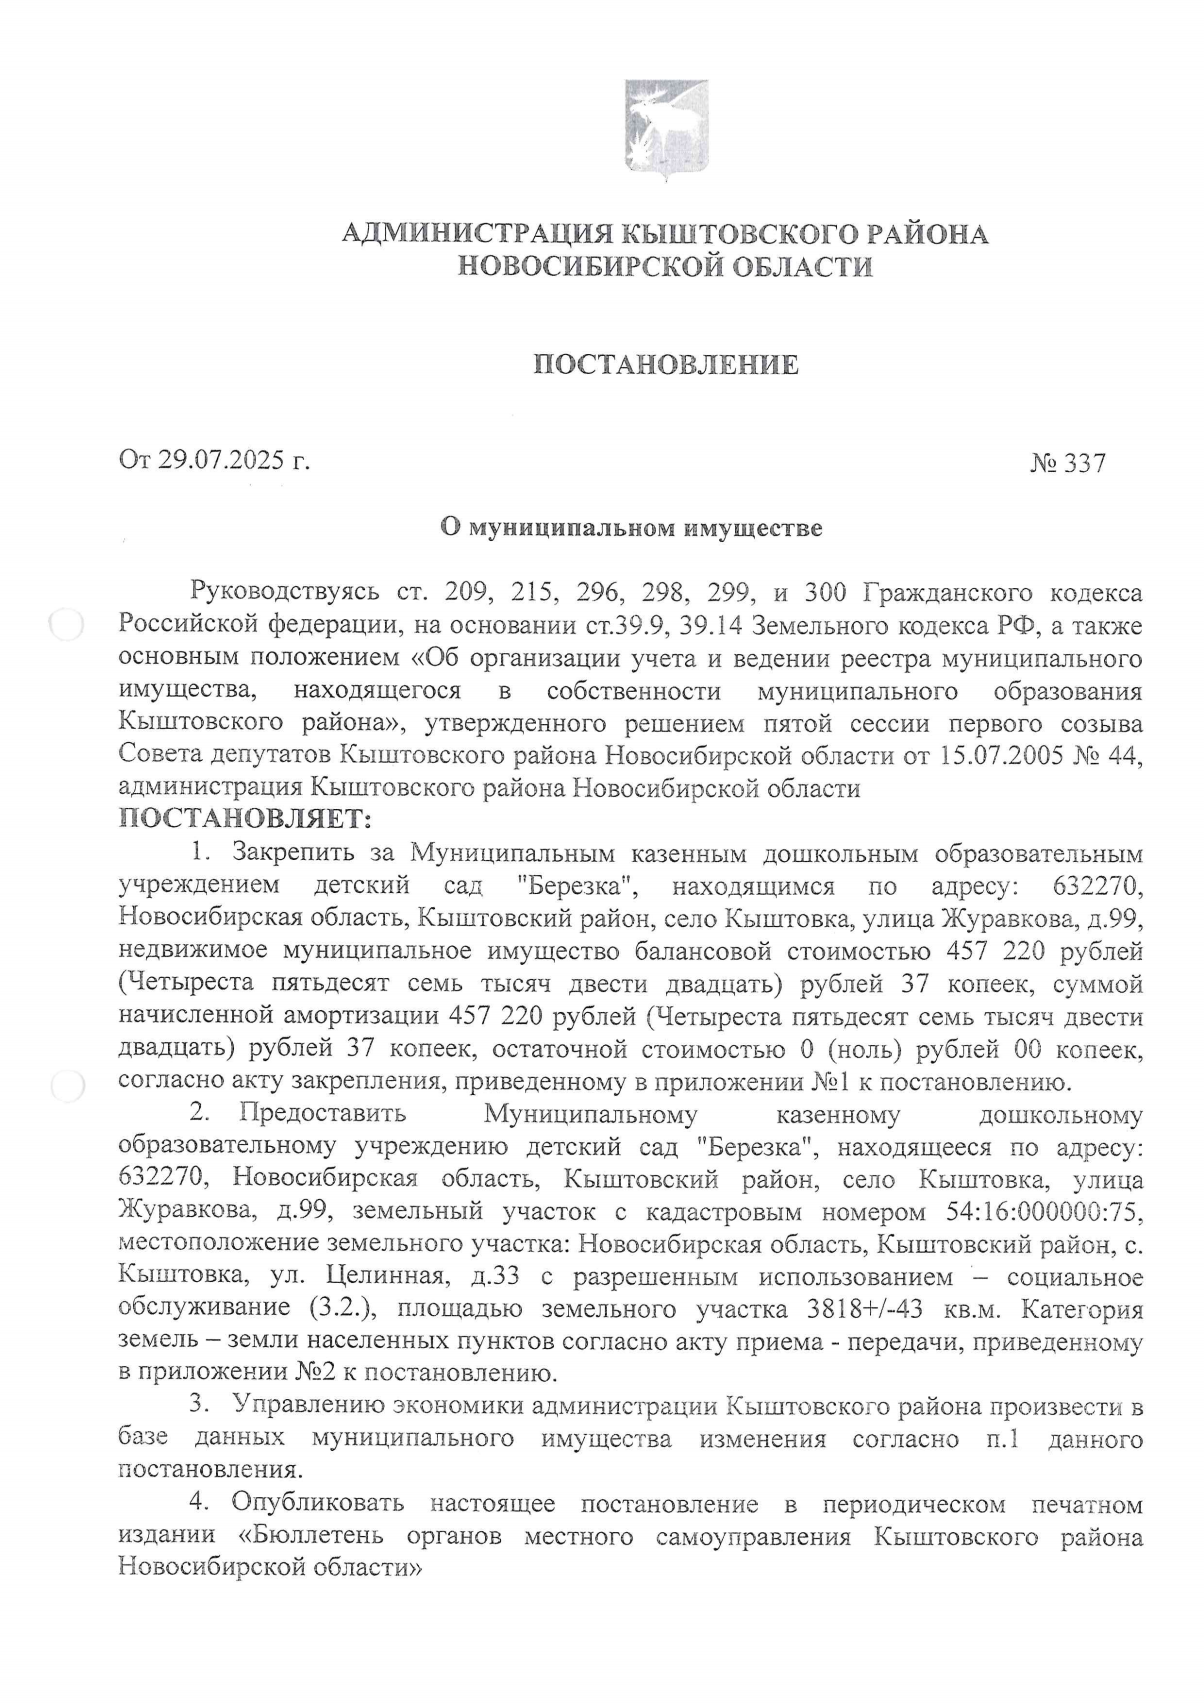 АДМИНИСТРАЦИЯ КЫШТОВСКОГО РАЙОНА
НОВОСИБИРСКОЙ ОБЛАСТИ
ПОСТАНОВЛЕНИЕ
От 29.07.2025 г. № 337
О муниципальном имуществе
Руководствуясь ст. 209, 215, 296, 298, 299, и 300 Гражданского кодекса
Российской федерации, на основании ст.39.9, 39.14 Земельного кодекса РФ, а также
основным положением «Об организации учета и ведении реестра муниципального
имущества, находящегося в собственности муниципального образования
Кыштовского района», утвержденного решением пятой сессии первого созыва
Совета депутатов Кыштовского района Новосибирской области от 15.07.2005 № 44,
администрация Кыштовского района Новосибирской области
ПОСТАНОВЛЯЕТ:
1. Закрепить за Муниципальным казенным дошкольным образовательным
учреждением детский сад "Березка", находящимся по адресу: 632270,
Новосибирская область, Кыштовский район, село Кыштовка, улица Журавкова, д.99,
недвижимое муниципальное имущество балансовой стоимостью 457 220 рублей
(Четыреста пятьдесят семь тысяч двести двадцать) рублей 37 копеек, суммой
начисленной амортизации 457 220 рублей (Четыреста пятьдесят семь тысяч двести
двадцать) рублей 37 копеек, остаточной стоимостью 0 (ноль) рублей 00 копеек,
согласно акту закрепления, приведенному в приложении №1 к постановлению.
2. Предоставить Муниципальному казенному дошкольному
образовательному учреждению детский сад "Березка", находящееся по адресу:
632270, Новосибирская область, Кыштовский район, село Кыштовка, улица
Журавкова, д.99, земельный участок с кадастровым номером 54:16:000000:75,
местоположение земельного участка: Новосибирская область, Кыштовский район, с.
Кыштовка, ул. Целинная, д.33 с разрешенным использованием – социальное
обслуживание (3.2.), площадью земельного участка 3818+/-43 кв.м. Категория
земель – земли населенных пунктов согласно акту приема - передачи, приведенному
в приложении №2 к постановлению.
3. Управлению экономики администрации Кыштовского района произвести в
базе данных муниципального имущества изменения согласно п.1 данного
постановления.
4. Опубликовать настоящее постановление в периодическом печатном
издании «Бюллетень органов местного самоуправления Кыштовского района
Новосибирской области»